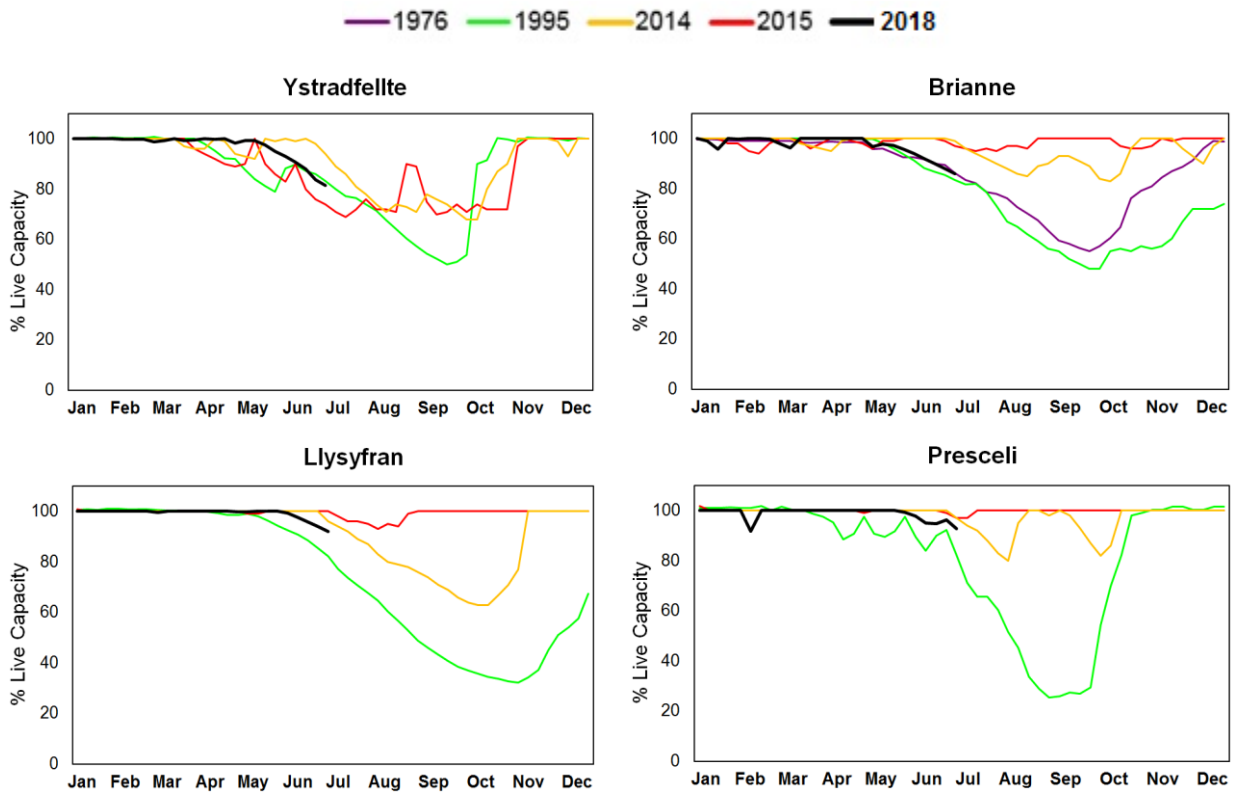 1976 1995 2014 2015 2018
Ystradfellte
% Live Capacity
100
80
60
40
20
0
Jan Feb Mar Apr May Jun Jul Aug Sep Oct Nov Dec
Brianne
% Live Capacity
100
80
60
40
20
0
Jan Feb Mar Apr May Jun Jul Aug Sep Oct Nov Dec
Llysyfran
% Live Capacity
100
80
60
40
20
0
Jan Feb Mar Apr May Jun Jul Aug Sep Oct Nov Dec
Presceli
% Live Capacity
100
80
60
40
20
0
Jan Feb Mar Apr May Jun Jul Aug Sep Oct Nov Dec